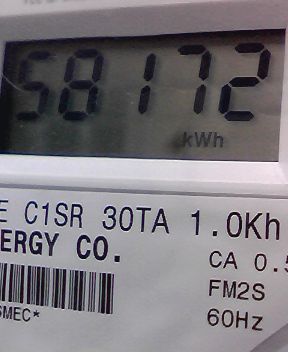 58172
kWh
E C1SR 30TA 1.0Kh
ERGY CO.
CA 0.5
FM2S
SMEC*
60Hz